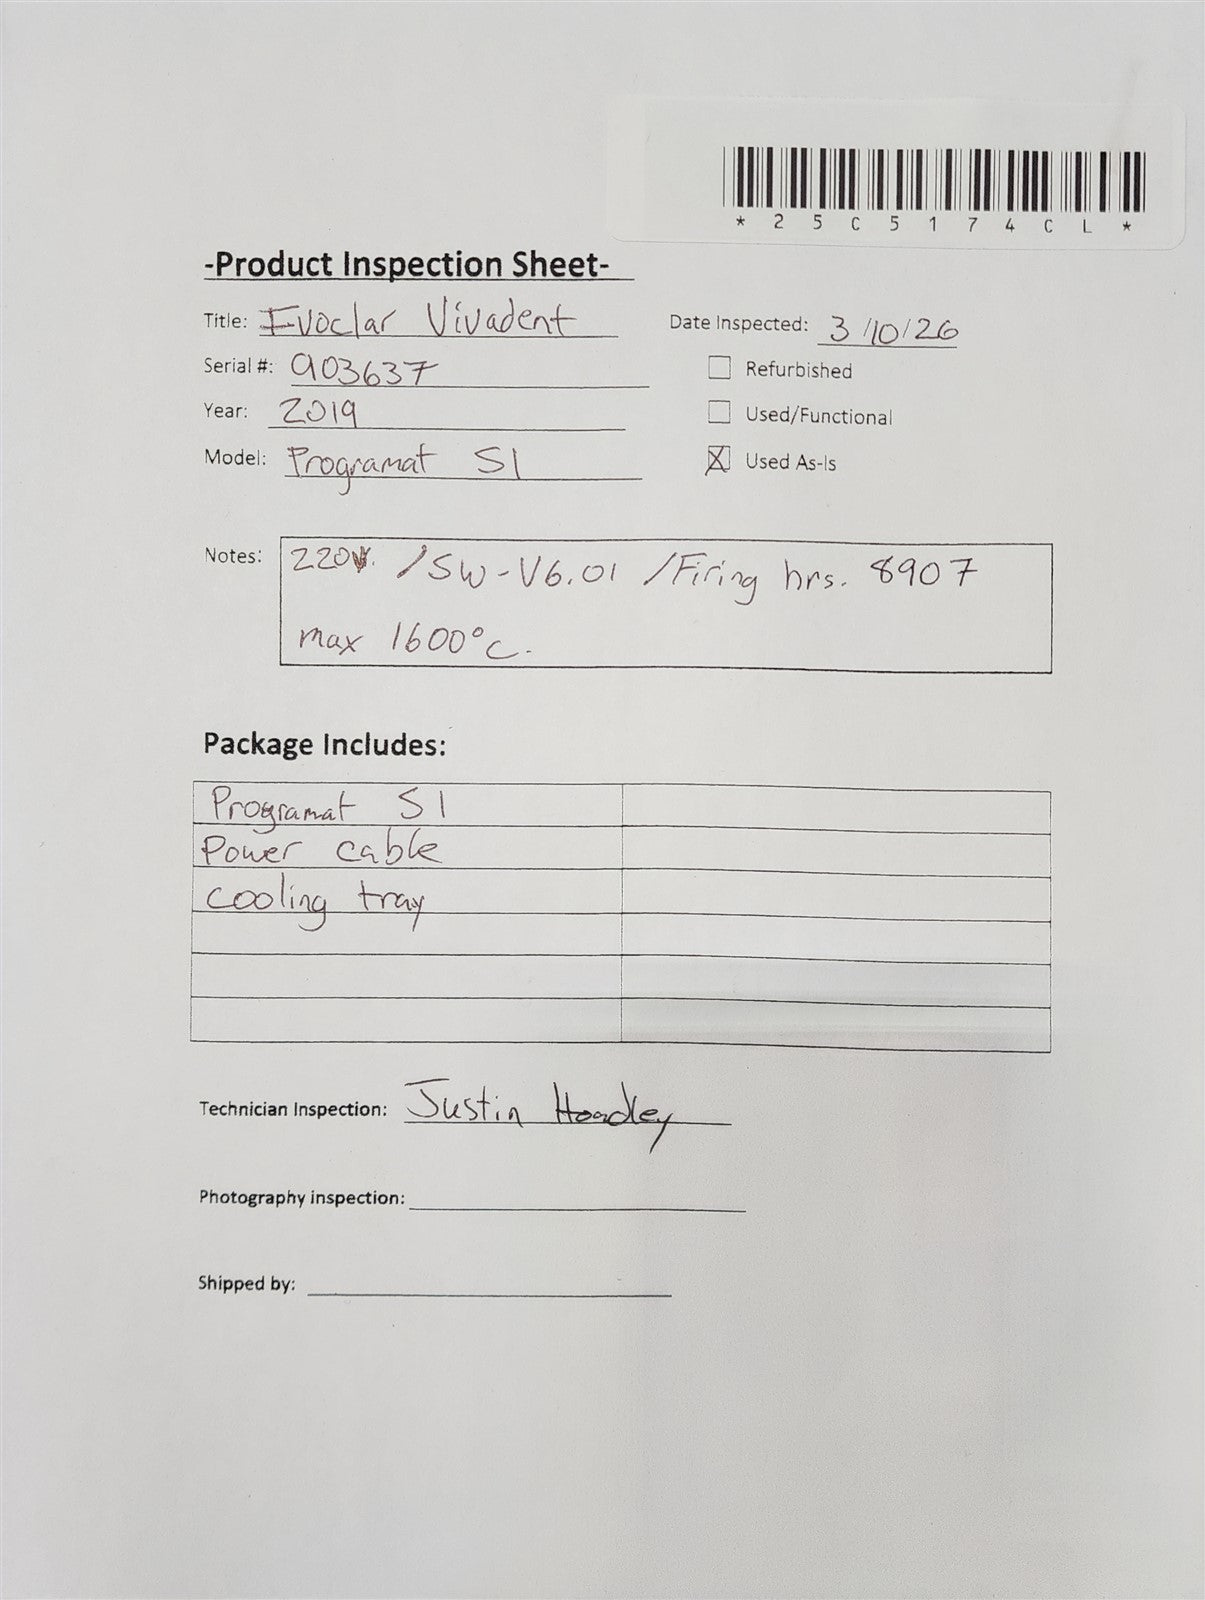 *25C5174CL*
-Product Inspection Sheet-
Title: Ivoclar Vivadent
Date Inspected: 3/10/26
Serial #: 903637
Refurbished
Year: 2019
Used/Functional
Model: Programat S1
Used As-Is
Notes: 220V. /SW-V6.01 /Firing hrs. 8907
max 1600°C.
Package Includes:
Programat S1
Power cable
cooling tray
Technician Inspection: Justin Hoadley
Photography inspection:
Shipped by: